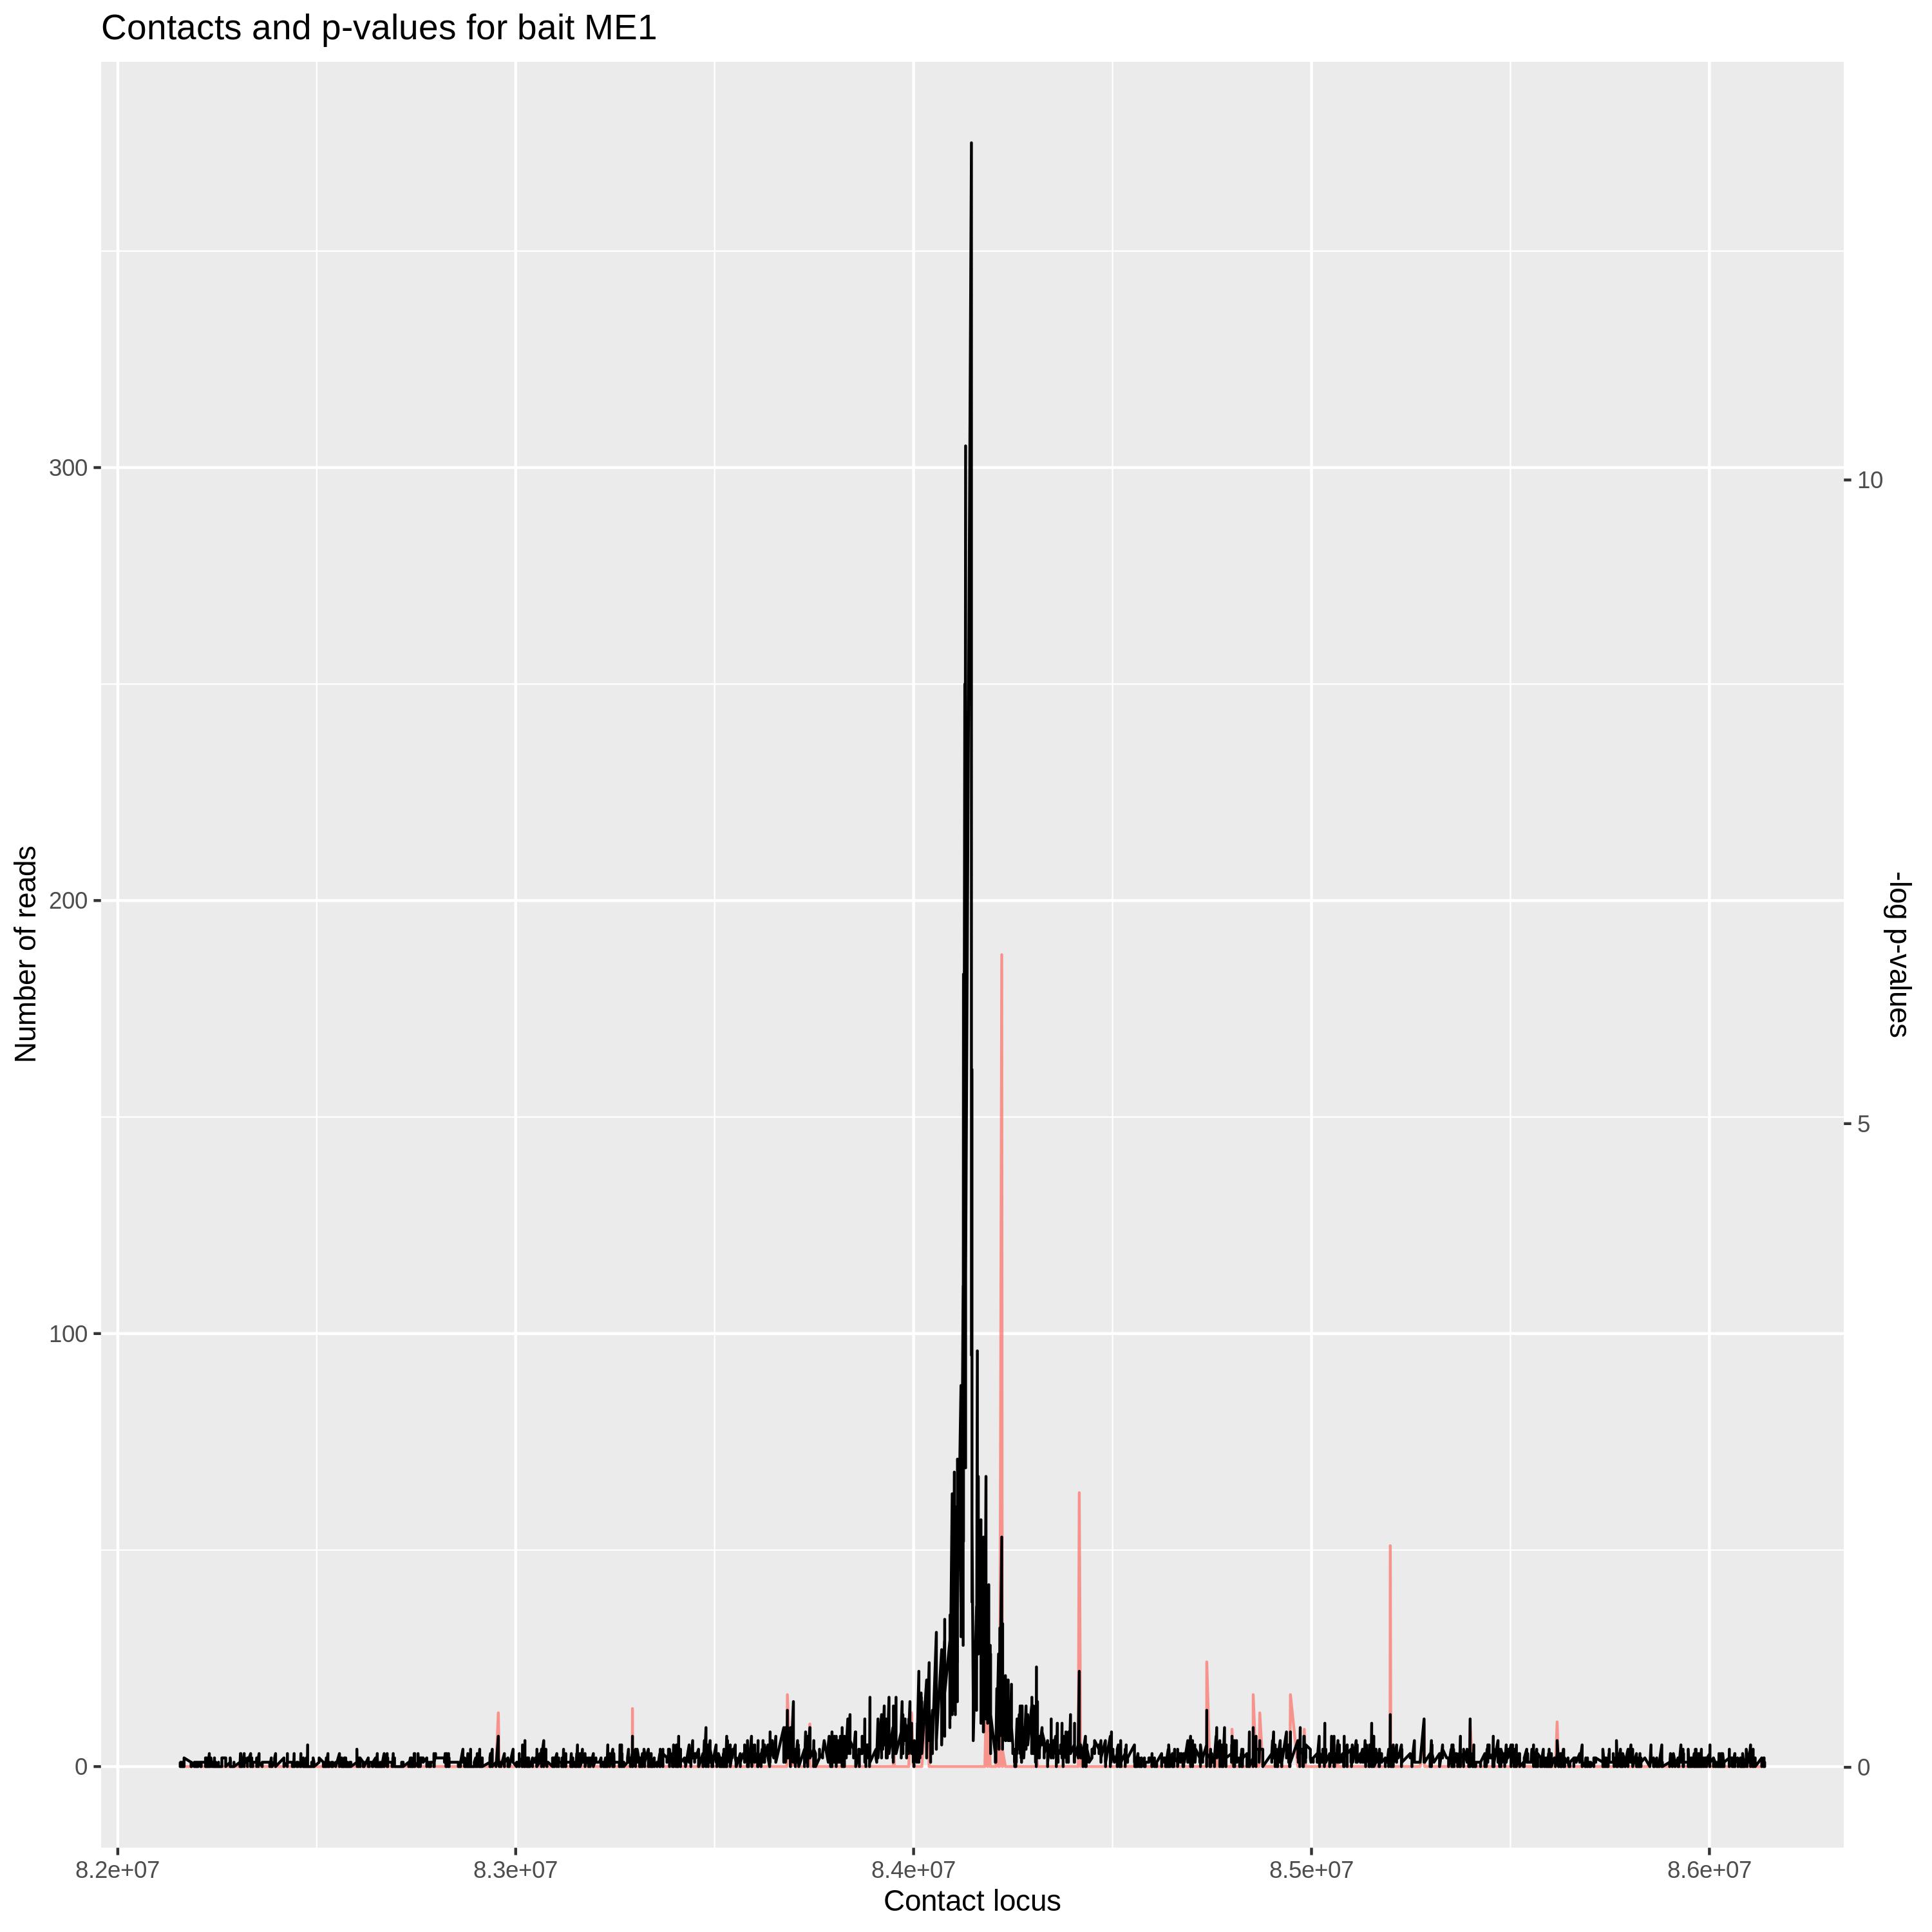 Contacts and p-values for bait ME1
Number of reads
300
200
100
0
10
5
0
-log p-values
8.2e+07
8.3e+07
8.4e+07
8.5e+07
8.6e+07
Contact locus